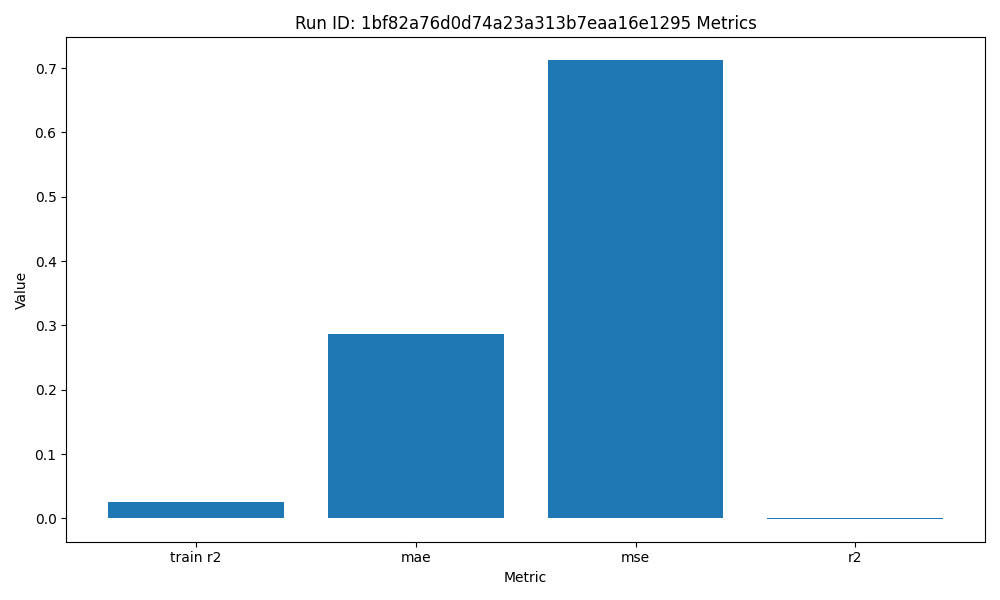 Run ID: 1bf82a76d0d74a23a313b7eaa16e1295 Metrics
0.7
0.6
0.5
0.4
0.3
0.2
0.1
0.0
Value
train r2
mae
mse
r2
Metric